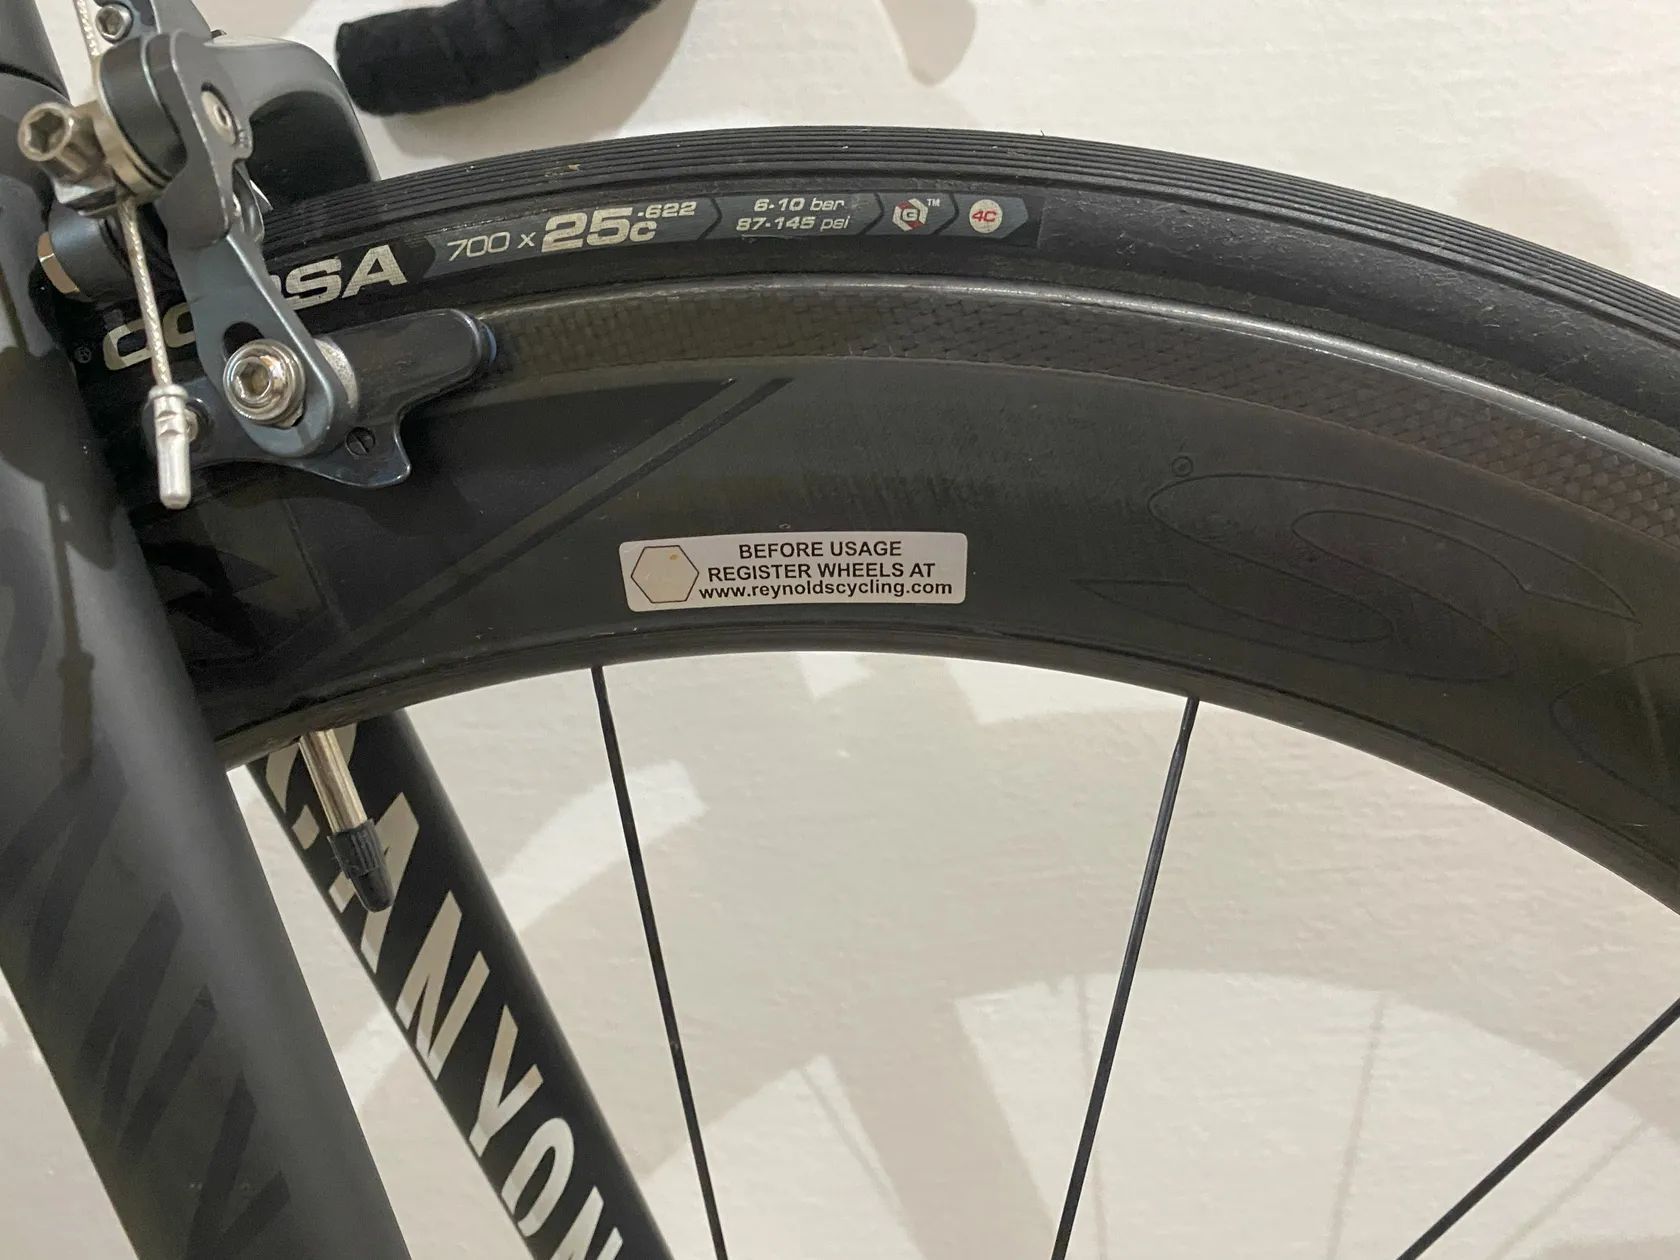 CORSA
700 x 25c-622
6-10 bar
87-145 psi
G™
4C
BEFORE USAGE
REGISTER WHEELS AT
www.reynoldscycling.com
CANYON